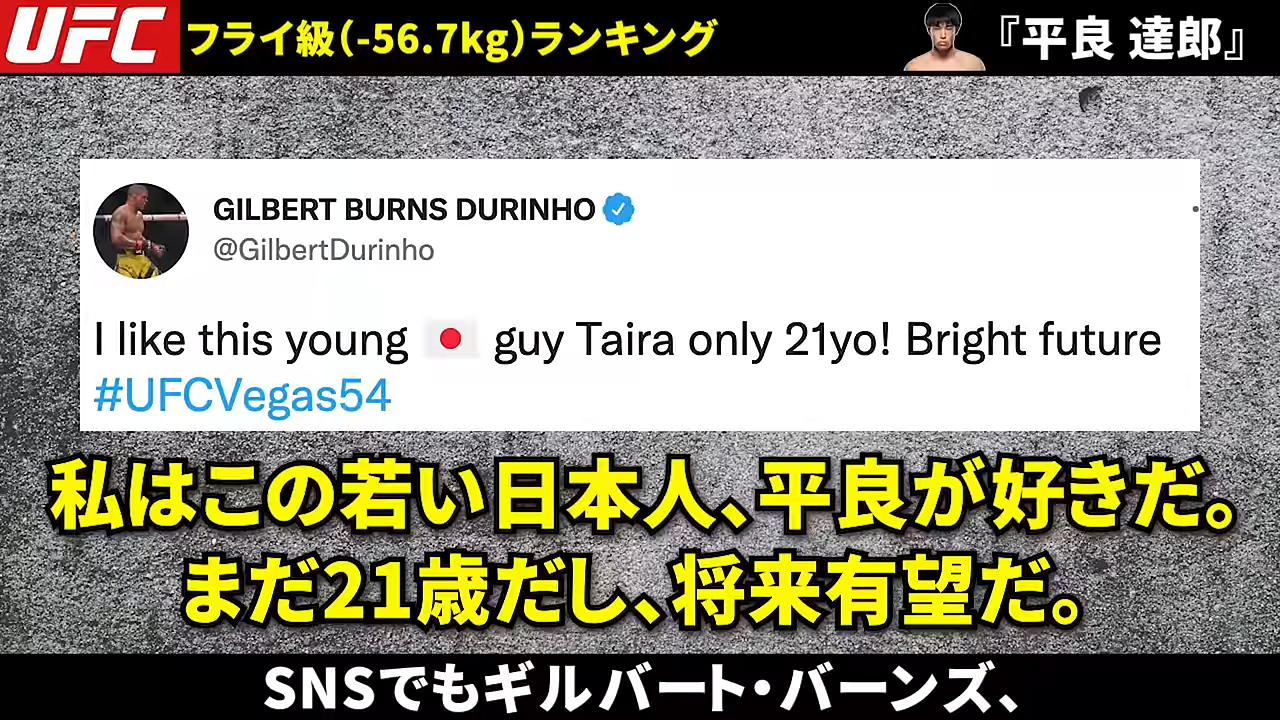 UFC フライ級(-56.7kg)ランキング 『平良 達郎』
GILBERT BURNS DURINHO
@GilbertDurinho
I like this young 🇯🇵 guy Taira only 21yo! Bright future
#UFCVegas54
私はこの若い日本人、平良が好きだ。
まだ21歳だし、将来有望だ。
SNSでもギルバート・バーンズ、